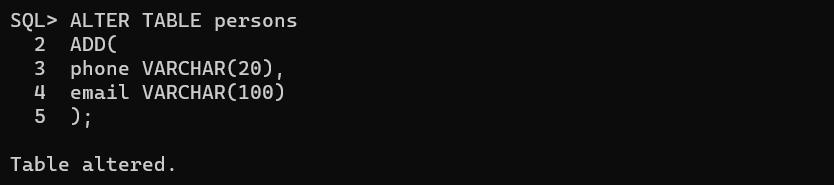 SQL> ALTER TABLE persons
  2  ADD(
  3  phone VARCHAR(20),
  4  email VARCHAR(100)
  5  );

Table altered.